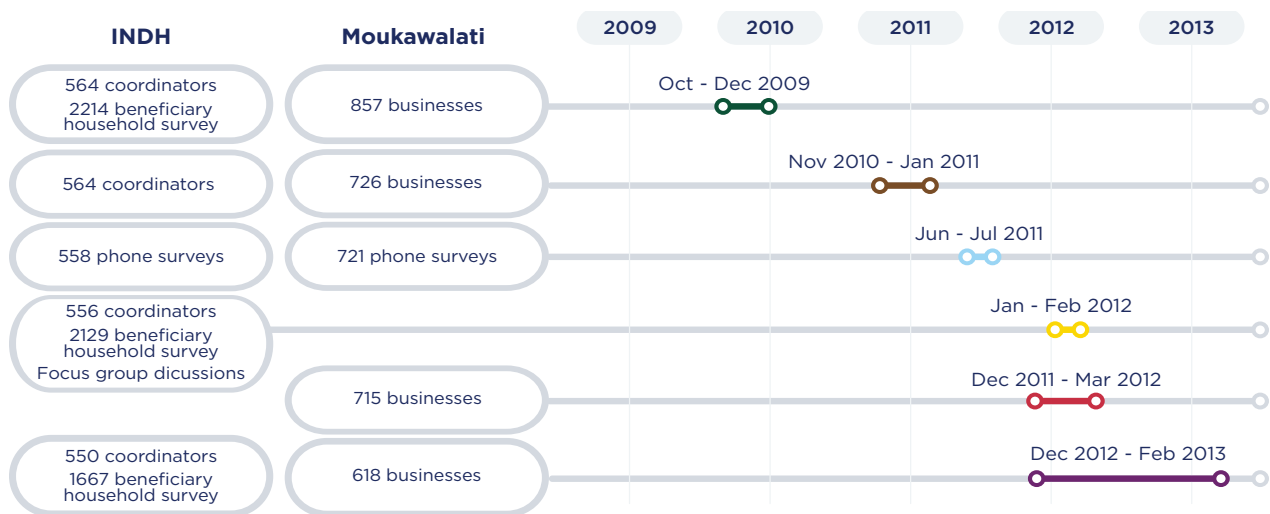 INDH
Moukawalati
2009
2010
2011
2012
2013
564 coordinators
2214 beneficiary
household survey
857 businesses
Oct - Dec 2009
564 coordinators
726 businesses
Nov 2010 - Jan 2011
558 phone surveys
721 phone surveys
Jun - Jul 2011
556 coordinators
2129 beneficiary
household survey
Focus group dicussions
Jan - Feb 2012
715 businesses
Dec 2011 - Mar 2012
550 coordinators
1667 beneficiary
household survey
618 businesses
Dec 2012 - Feb 2013